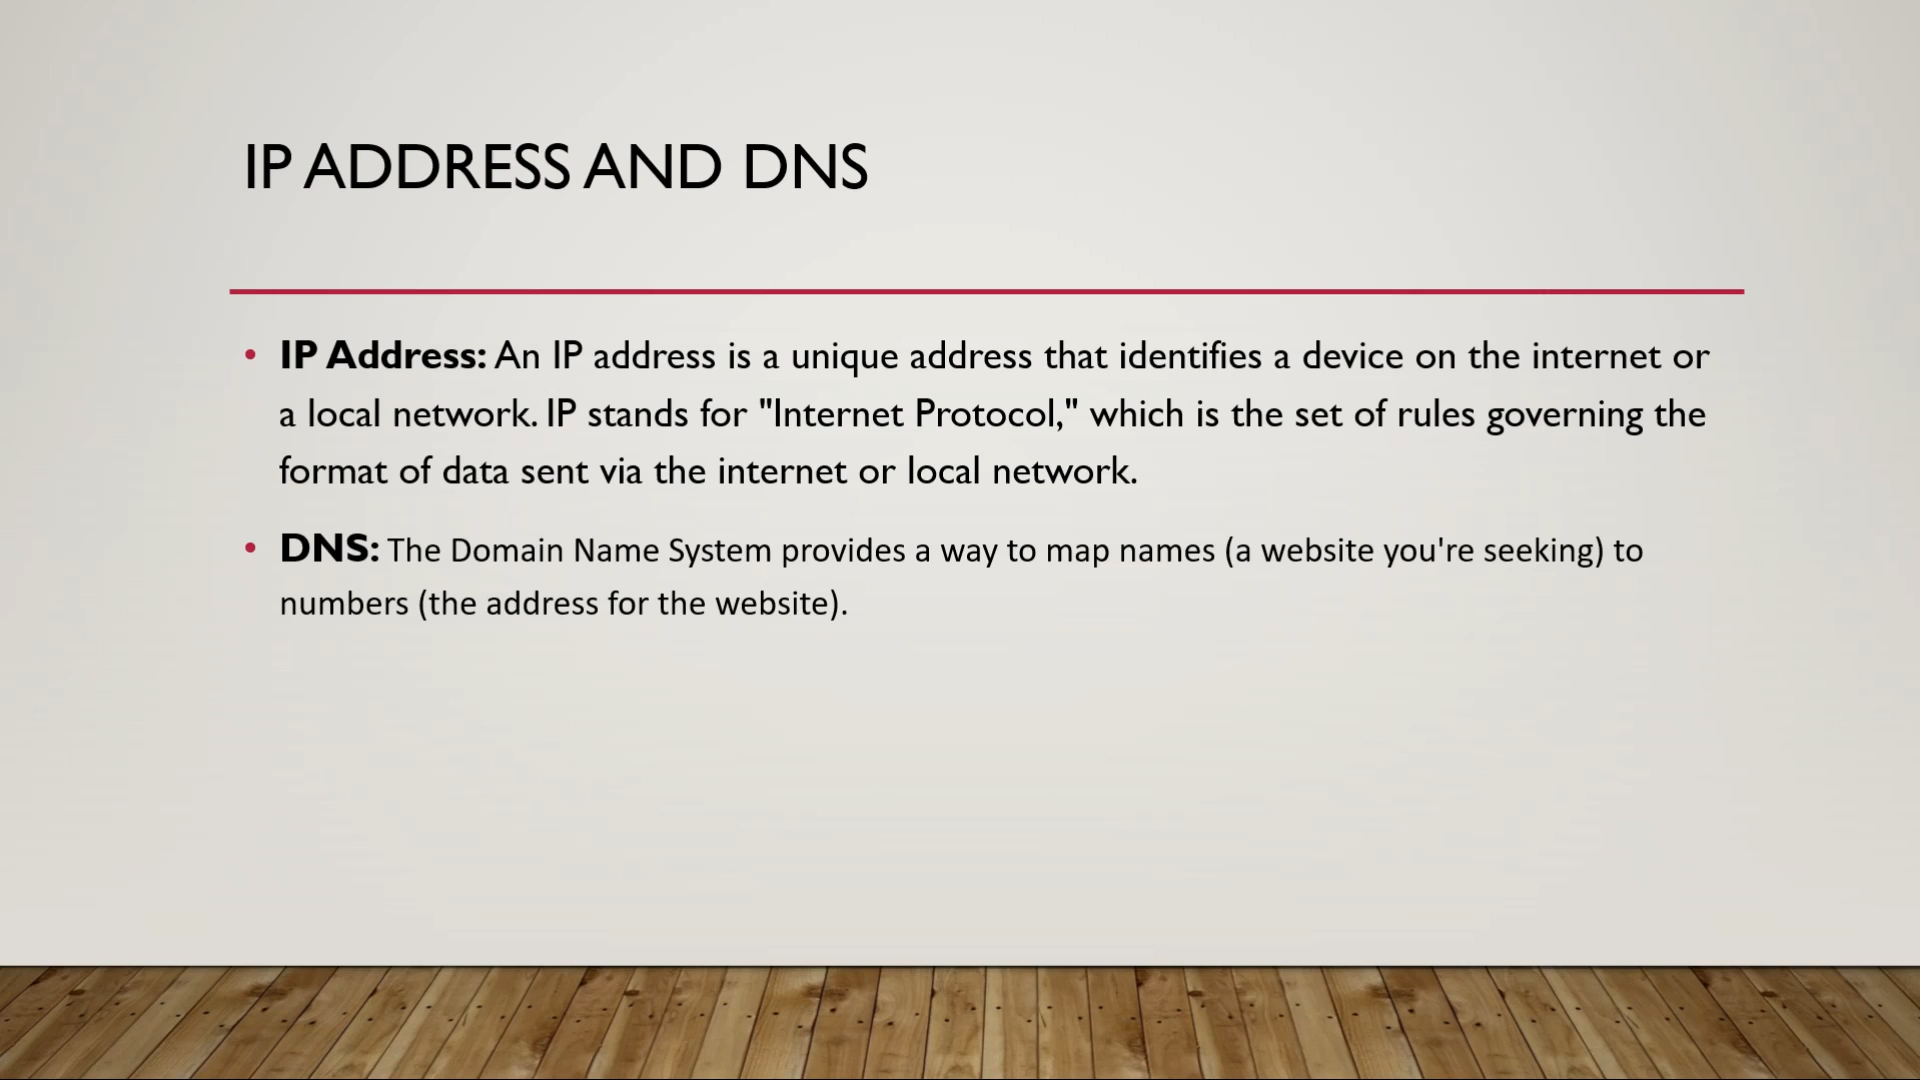 IP ADDRESS AND DNS
• IP Address: An IP address is a unique address that identifies a device on the internet or
a local network. IP stands for "Internet Protocol," which is the set of rules governing the
format of data sent via the internet or local network.
• DNS: The Domain Name System provides a way to map names (a website you're seeking) to
numbers (the address for the website).